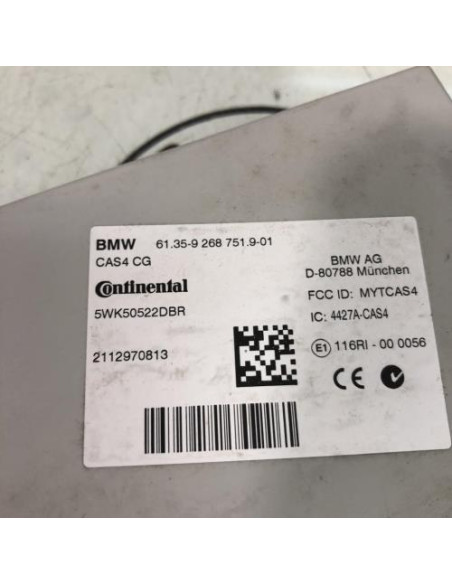 BMW 61.35-9 268 751.9-01
CAS4 CG
BMW AG
D-80788 München
Continental
5WK50522DBR
FCC ID: MYTCAS4
IC: 4427A-CAS4
2112970813
E1 116RI - 00 0056
CE